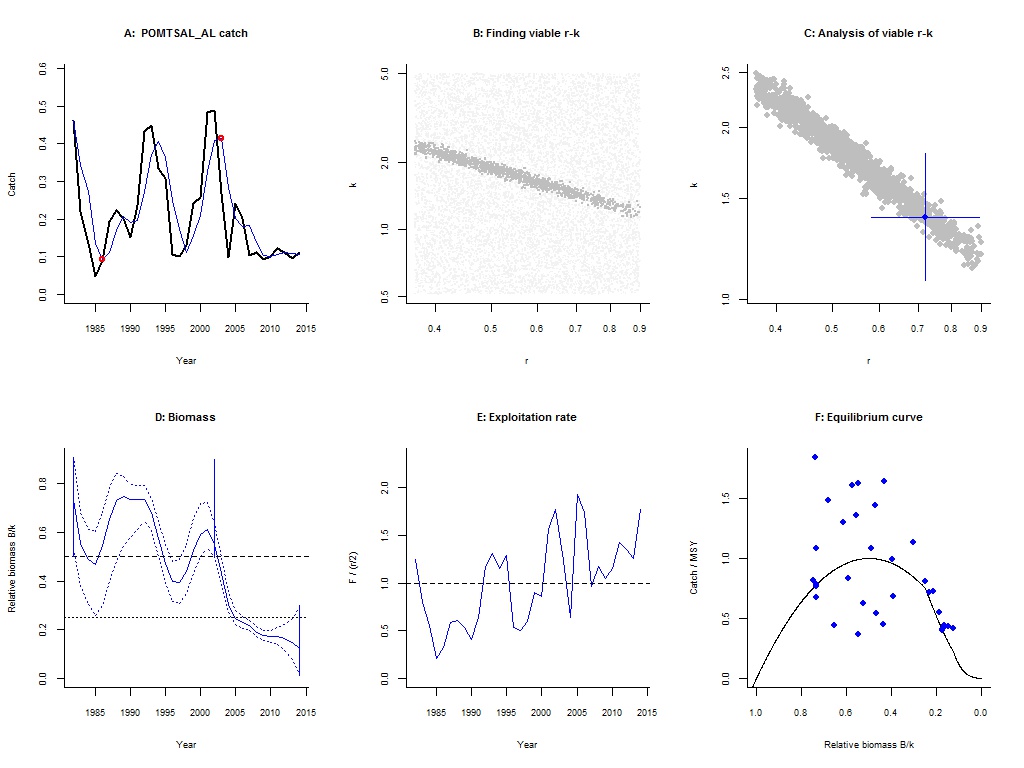 A: POMTSAL_AL catch
B: Finding viable r-k
C: Analysis of viable r-k
Catch
0.0 0.1 0.2 0.3 0.4 0.5 0.6
1985 1990 1995 2000 2005 2010 2015
Year
k
0.5 1.0 2.0 5.0
0.4 0.5 0.6 0.7 0.8 0.9
r
k
1.0 1.5 2.0 2.5
0.4 0.5 0.6 0.7 0.8 0.9
r
D: Biomass
E: Exploitation rate
F: Equilibrium curve
Relative biomass B/k
0.0 0.2 0.4 0.6 0.8
1985 1990 1995 2000 2005 2010 2015
Year
F / (r/2)
0.0 0.5 1.0 1.5 2.0
1985 1990 1995 2000 2005 2010 2015
Year
Catch / MSY
0.0 0.5 1.0 1.5
1.0 0.8 0.6 0.4 0.2 0.0
Relative biomass B/k